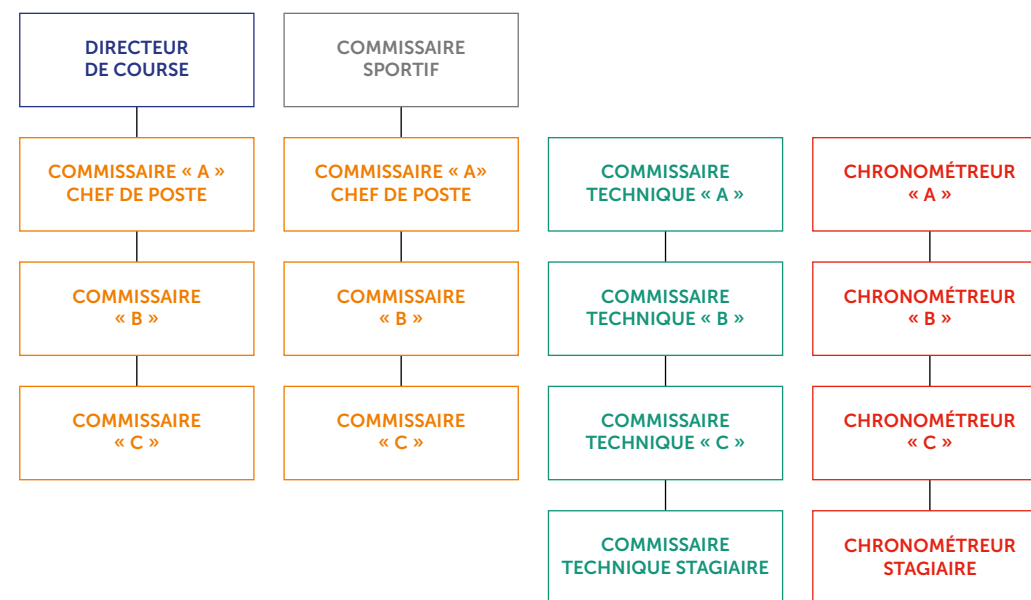 DIRECTEUR
DE COURSE
COMMISSAIRE
SPORTIF
COMMISSAIRE « A »
CHEF DE POSTE
COMMISSAIRE « A»
CHEF DE POSTE
COMMISSAIRE
TECHNIQUE « A »
CHRONOMÉTREUR
« A »
COMMISSAIRE
« B »
COMMISSAIRE
« B »
COMMISSAIRE
TECHNIQUE « B »
CHRONOMÉTREUR
« B »
COMMISSAIRE
« C »
COMMISSAIRE
« C »
COMMISSAIRE
TECHNIQUE « C »
CHRONOMÉTREUR
« C »
COMMISSAIRE
TECHNIQUE STAGIAIRE
CHRONOMÉTREUR
STAGIAIRE